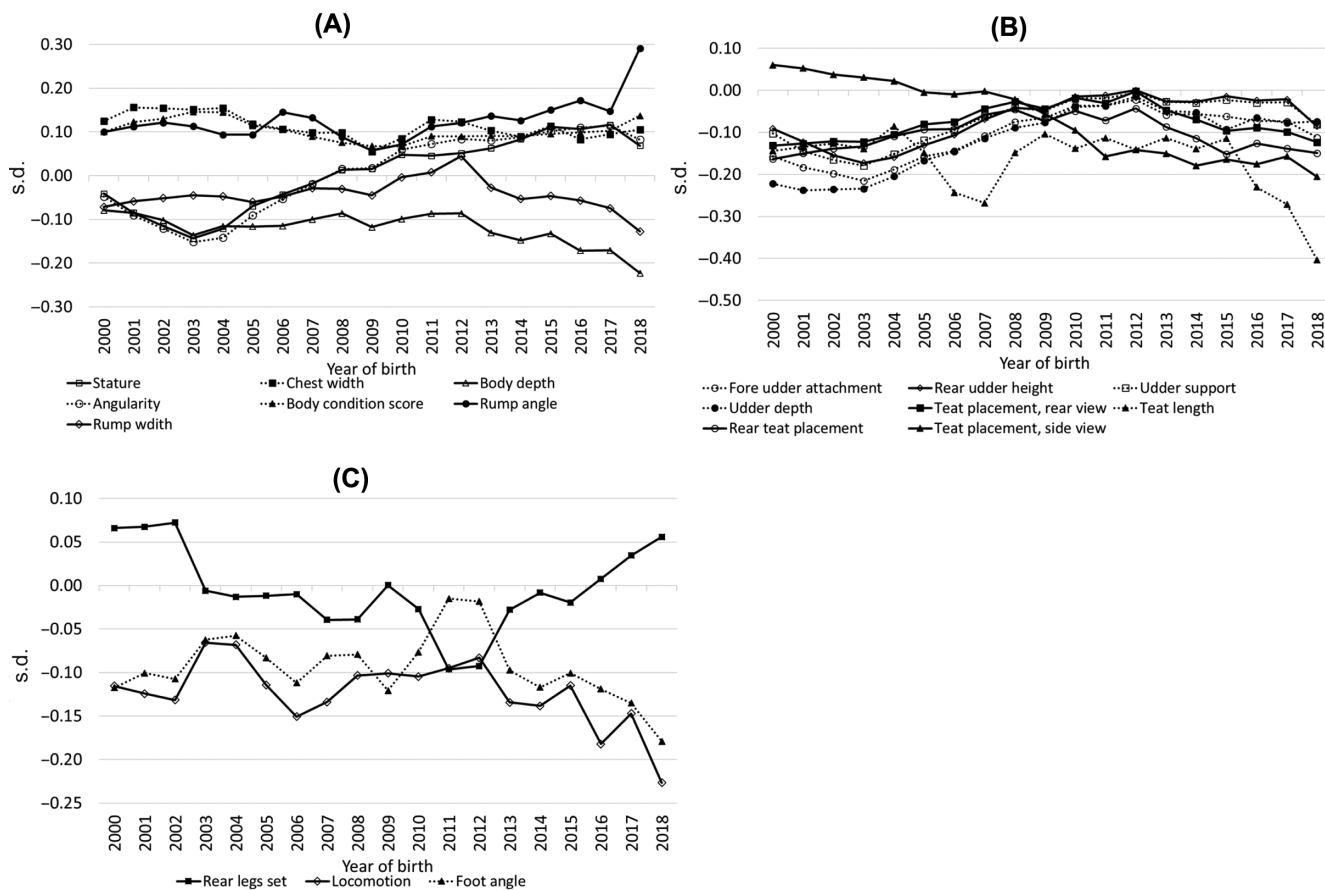 (A)
s.d.
0.30
0.20
0.10
0.00
−0.10
−0.20
−0.30
2000 2001 2002 2003 2004 2005 2006 2007 2008 2009 2010 2011 2012 2013 2014 2015 2016 2017 2018
Year of birth
Stature Chest width Body depth
Angularity Body condition score Rump angle
Rump wdith
(B)
s.d.
0.10
0.00
−0.10
−0.20
−0.30
−0.40
−0.50
2000 2001 2002 2003 2004 2005 2006 2007 2008 2009 2010 2011 2012 2013 2014 2015 2016 2017 2018
Year of birth
Fore udder attachment Rear udder height Udder support
Udder depth Teat placement, rear view Teat length
Rear teat placement Teat placement, side view
(C)
s.d.
0.10
0.05
0.00
−0.05
−0.10
−0.15
−0.20
−0.25
2000 2001 2002 2003 2004 2005 2006 2007 2008 2009 2010 2011 2012 2013 2014 2015 2016 2017 2018
Year of birth
Rear legs set Locomotion Foot angle